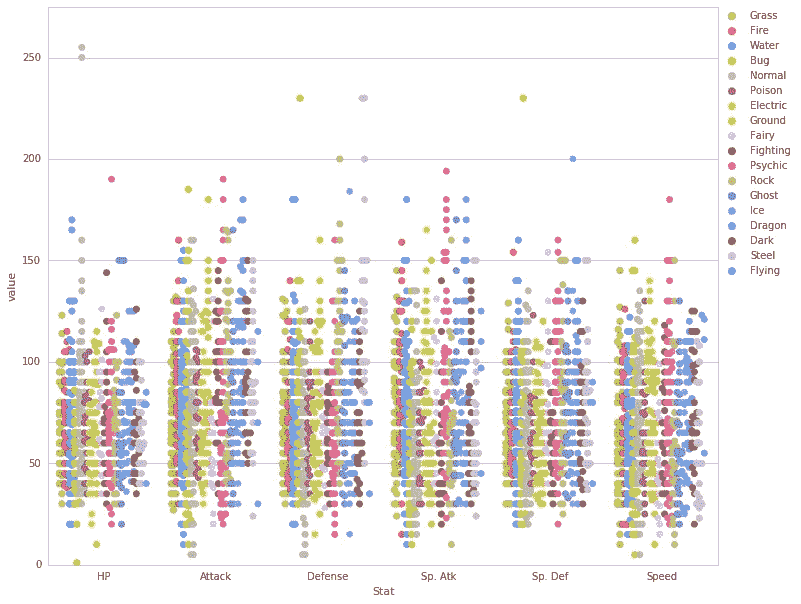 250
200
150
100
50
0
value
HP Attack Defense Sp. Atk Sp. Def Speed
Stat
Grass
Fire
Water
Bug
Normal
Poison
Electric
Ground
Fairy
Fighting
Psychic
Rock
Ghost
Ice
Dragon
Dark
Steel
Flying